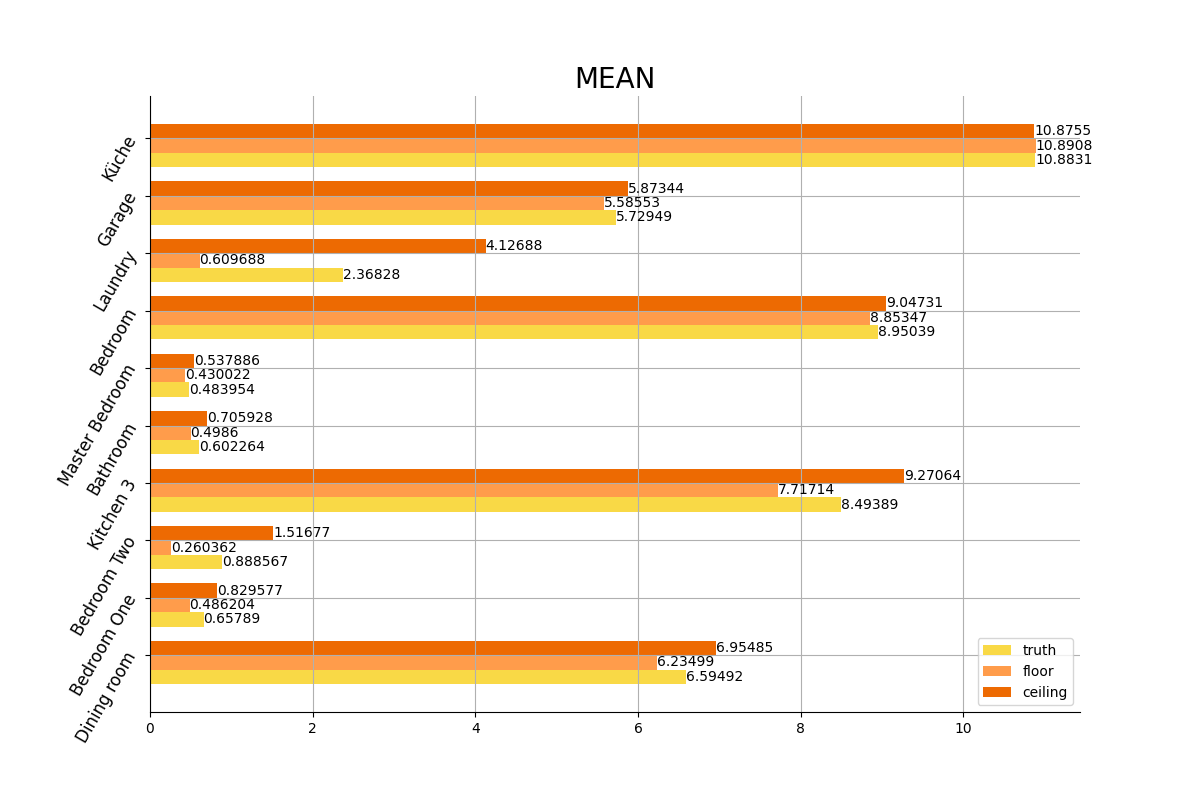 MEAN
Küche
10.8755
10.8908
10.8831
Garage
5.87344
5.58553
5.72949
Laundry
4.12688
0.609688
2.36828
Bedroom
9.04731
8.85347
8.95039
Master Bedroom
0.537886
0.430022
0.483954
Bathroom
0.705928
0.4986
0.602264
Kitchen 3
9.27064
7.71714
8.49389
Bedroom Two
1.51677
0.260362
0.888567
Bedroom One
0.829577
0.486204
0.65789
Dining room
6.95485
6.23499
6.59492
truth
floor
ceiling
0 2 4 6 8 10